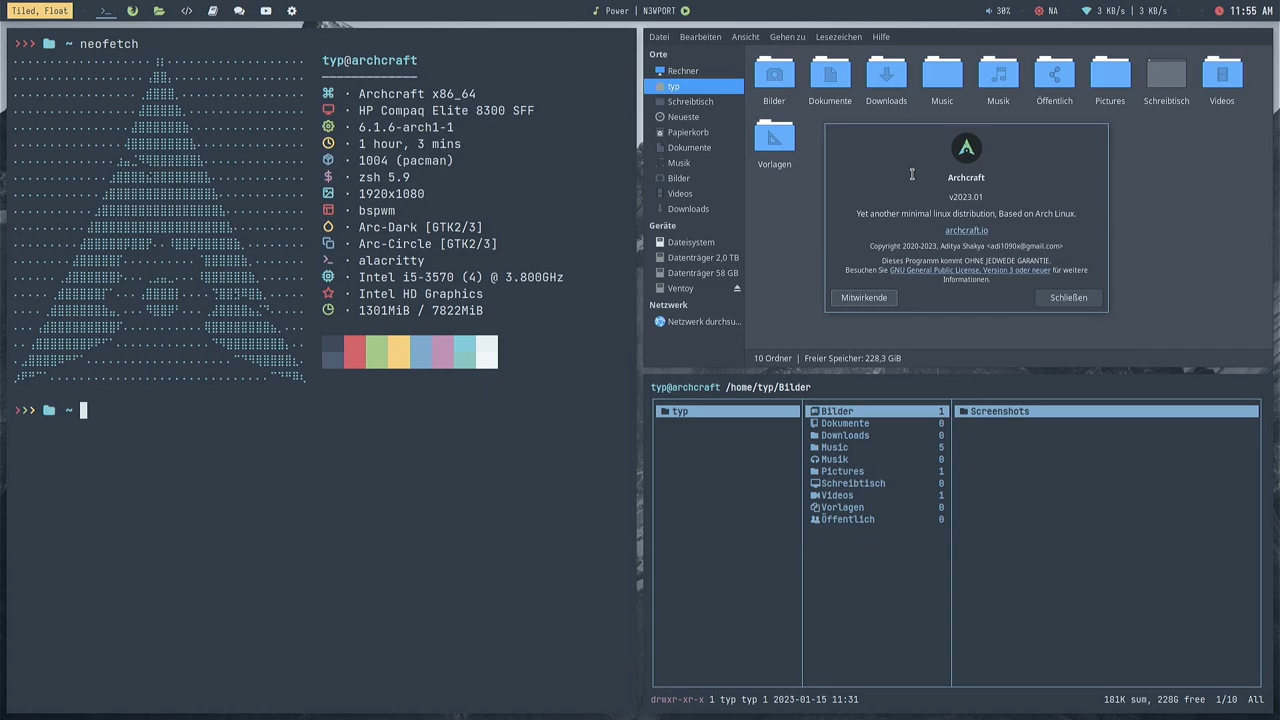 Tiled, Float
Power | N3WPORT
30%
NA
3 KB/s | 3 KB/s
11:55 AM
>>> ~ neofetch
typ@archcraft
· Archcraft x86_64
· HP Compaq Elite 8300 SFF
· 6.1.6-arch1-1
· 1 hour, 3 mins
· 1004 (pacman)
· zsh 5.9
· 1920x1080
· bspwm
· Arc-Dark [GTK2/3]
· Arc-Circle [GTK2/3]
· alacritty
· Intel i5-3570 (4) @ 3.800GHz
· Intel HD Graphics
· 1301MiB / 7822MiB
>>> ~
Datei Bearbeiten Ansicht Gehen zu Lesezeichen Hilfe
Orte
Rechner
typ
Schreibtisch
Neueste
Papierkorb
Dokumente
Musik
Bilder
Videos
Downloads
Geräte
Dateisystem
Datenträger 2,0 TB
Datenträger 58 GB
Ventoy
Netzwerk
Netzwerk durchsu...
Bilder Dokumente Downloads Music Musik Öffentlich Pictures Schreibtisch Videos
Vorlagen
Archcraft
v2023.01
Yet another minimal linux distribution, Based on Arch Linux.
archcraft.io
Copyright 2020-2023, Aditya Shakya <adi1090x@gmail.com>
Dieses Programm kommt OHNE JEDWEDE GARANTIE.
Besuchen Sie GNU General Public License, Version 3 oder neuer für weitere
Informationen.
Mitwirkende Schließen
10 Ordner | Freier Speicher: 228,3 GiB
typ@archcraft /home/typ/Bilder
typ
Bilder 1
Dokumente 0
Downloads 0
Music 5
Musik 0
Pictures 1
Schreibtisch 0
Videos 1
Vorlagen 0
Öffentlich 0
Screenshots
drwxr-xr-x 1 typ typ 1 2023-01-15 11:31
181K sum, 228G free 1/10 All